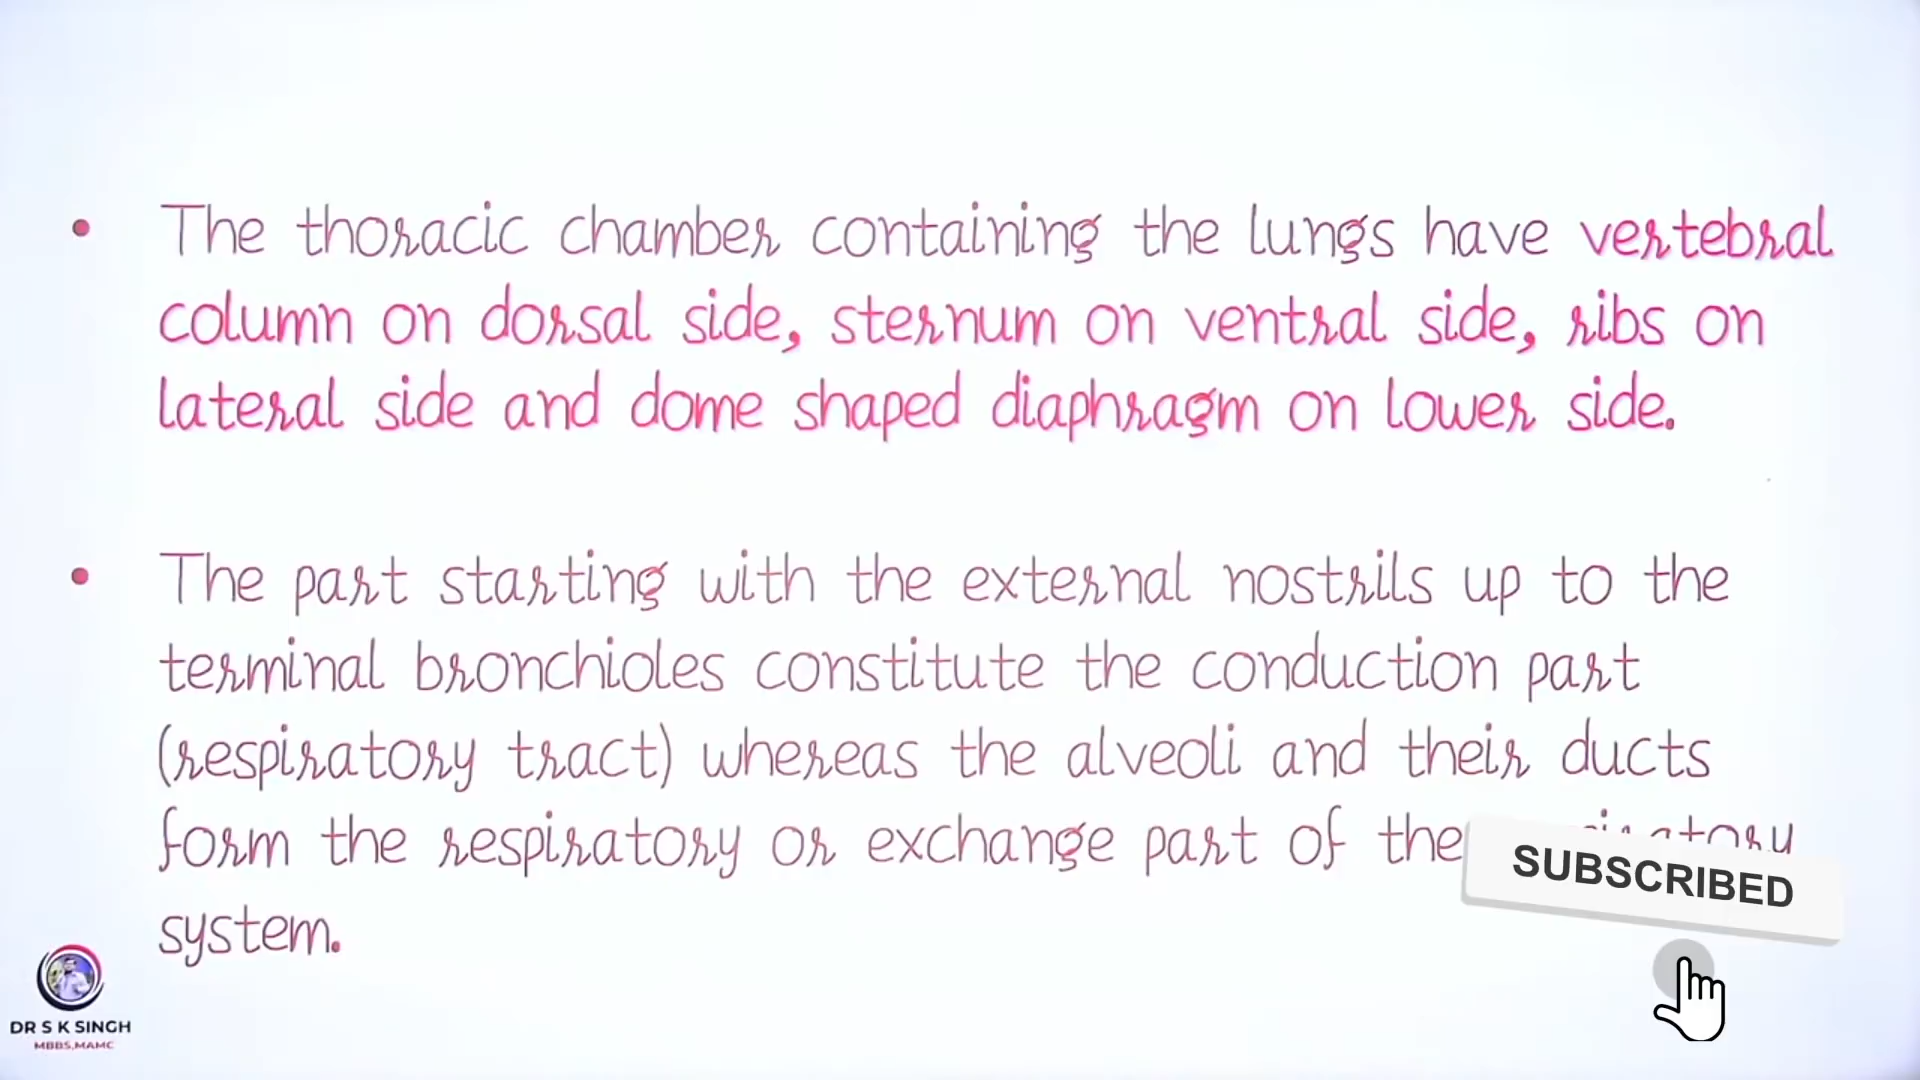 • The thoracic chamber containing the lungs have vertebral
column on dorsal side, sternum on ventral side, ribs on
lateral side and dome shaped diaphragm on lower side.
• The part starting with the external nostrils up to the
terminal bronchioles constitute the conduction part
(respiratory tract) whereas the alveoli and their ducts
form the respiratory or exchange part of the
system.
SUBSCRIBED
DR S K SINGH
MBBS,MAMC